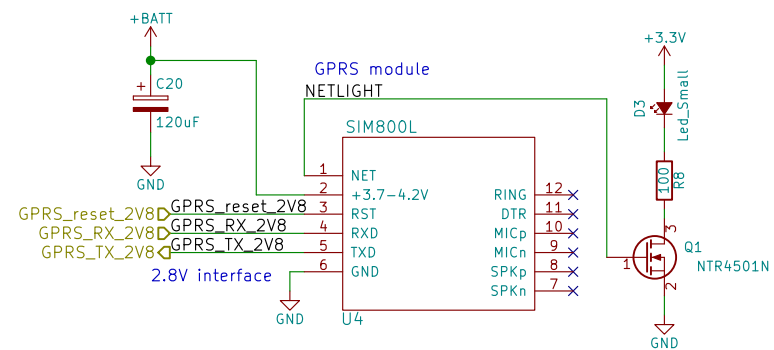 +BATT
+3.3V
GPRS module
C20
+
120uF
NETLIGHT
D3
Led_Small
SIM800L
100
R8
GND
1 NET
2 +3.7-4.2V RING 12
GPRS_reset_2V8 GPRS_reset_2V8 3 RST DTR 11
GPRS_RX_2V8 GPRS_RX_2V8 4 RXD MICp 10
GPRS_TX_2V8 GPRS_TX_2V8 5 TXD MICn 9
2.8V interface 6 GND SPKp 8
SPKn 7
3
Q1
1
NTR4501N
2
GND
U4
GND